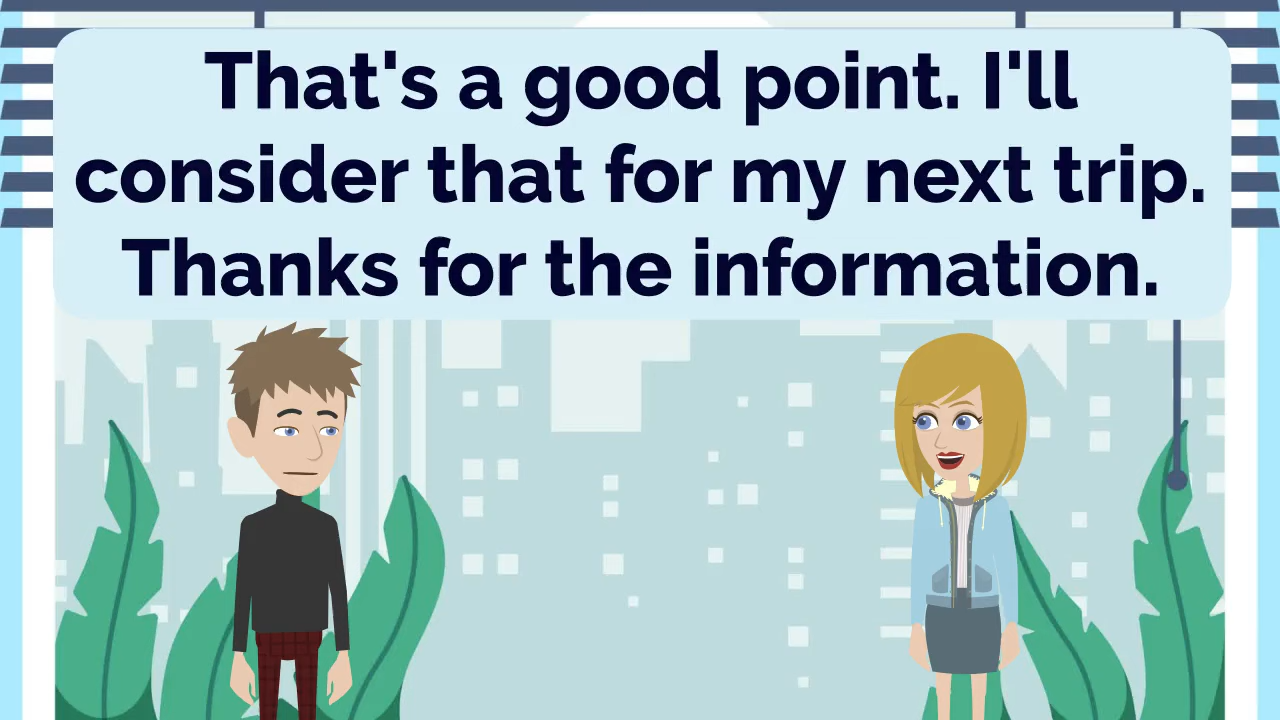 That's a good point. I'll
consider that for my next trip.
Thanks for the information.